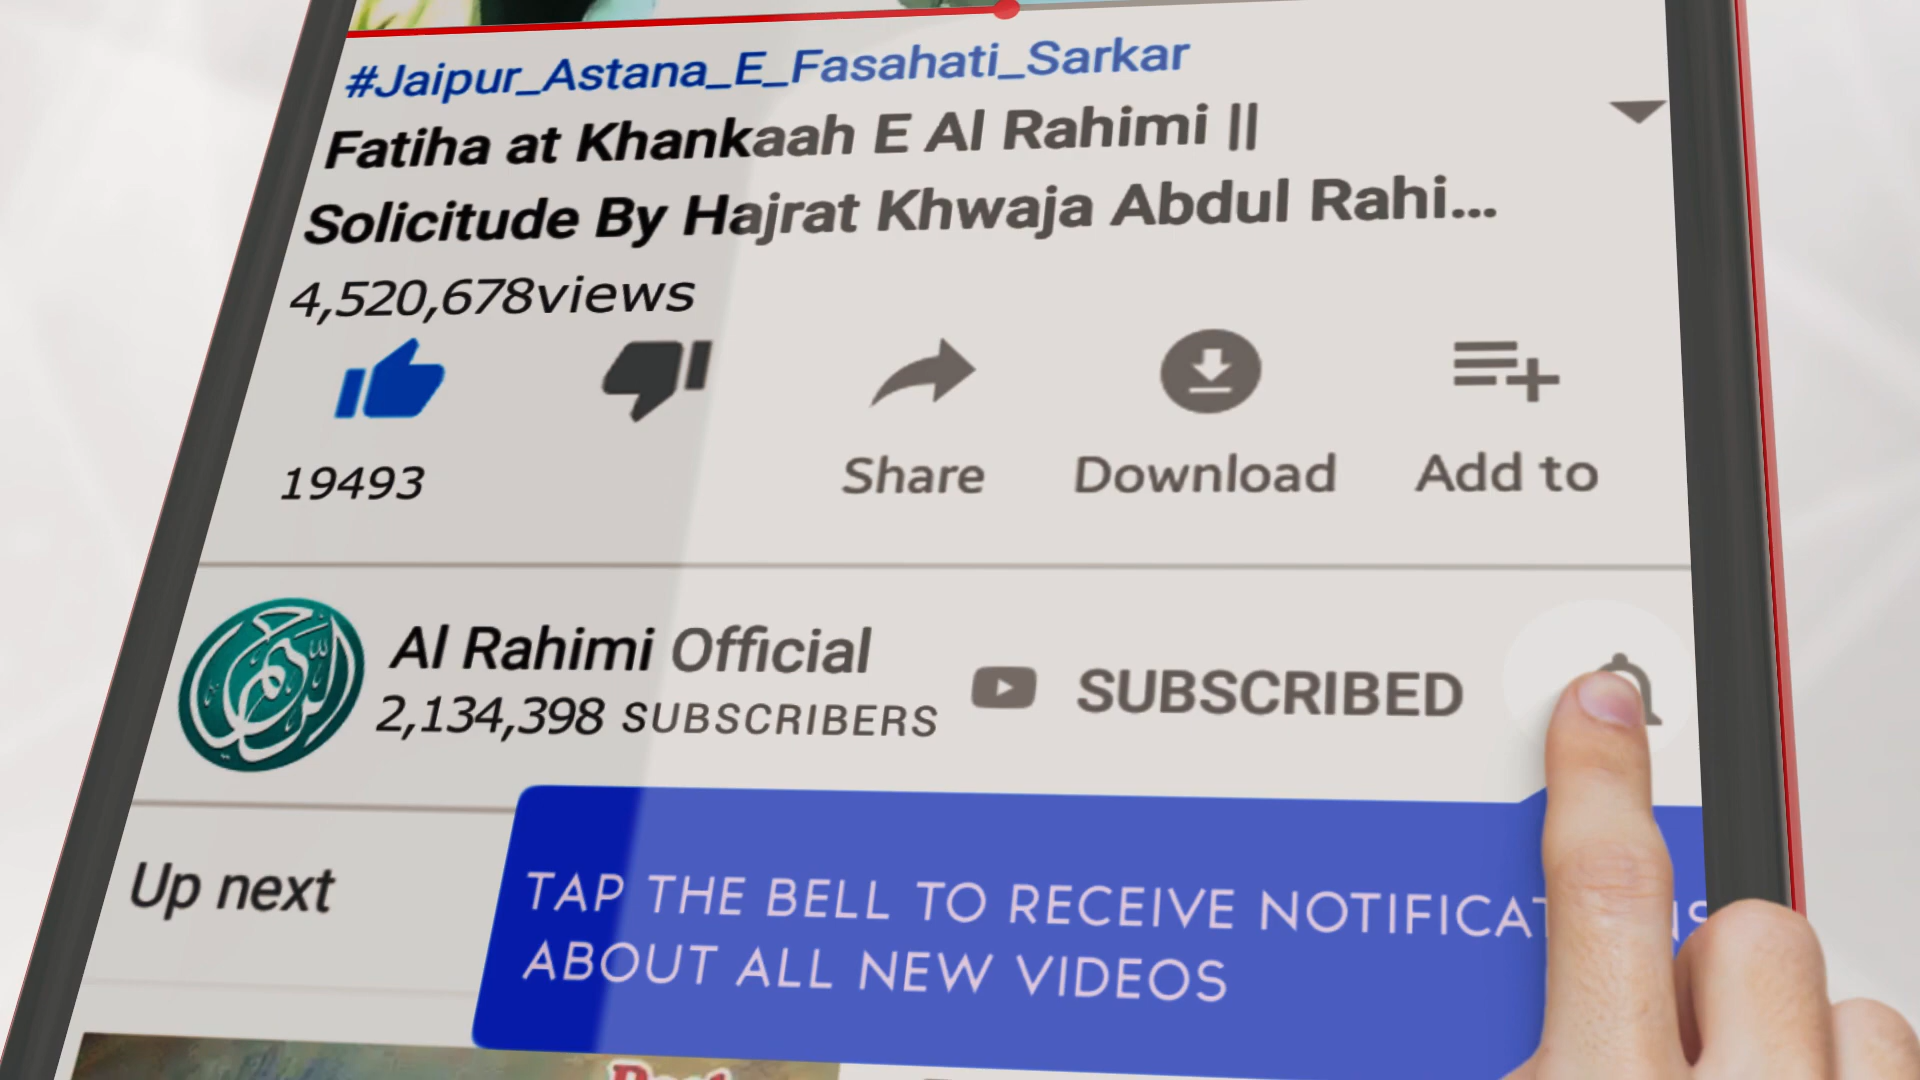 #Jaipur_Astana_E_Fasahati_Sarkar
Fatiha at Khankaah E Al Rahimi ||
Solicitude By Hajrat Khwaja Abdul Rahi...
4,520,678views
19493
Share
Download
Add to
Al Rahimi Official
2,134,398 SUBSCRIBERS
SUBSCRIBED
Up next
TAP THE BELL TO RECEIVE
ABOUT ALL NEW VIDEOS